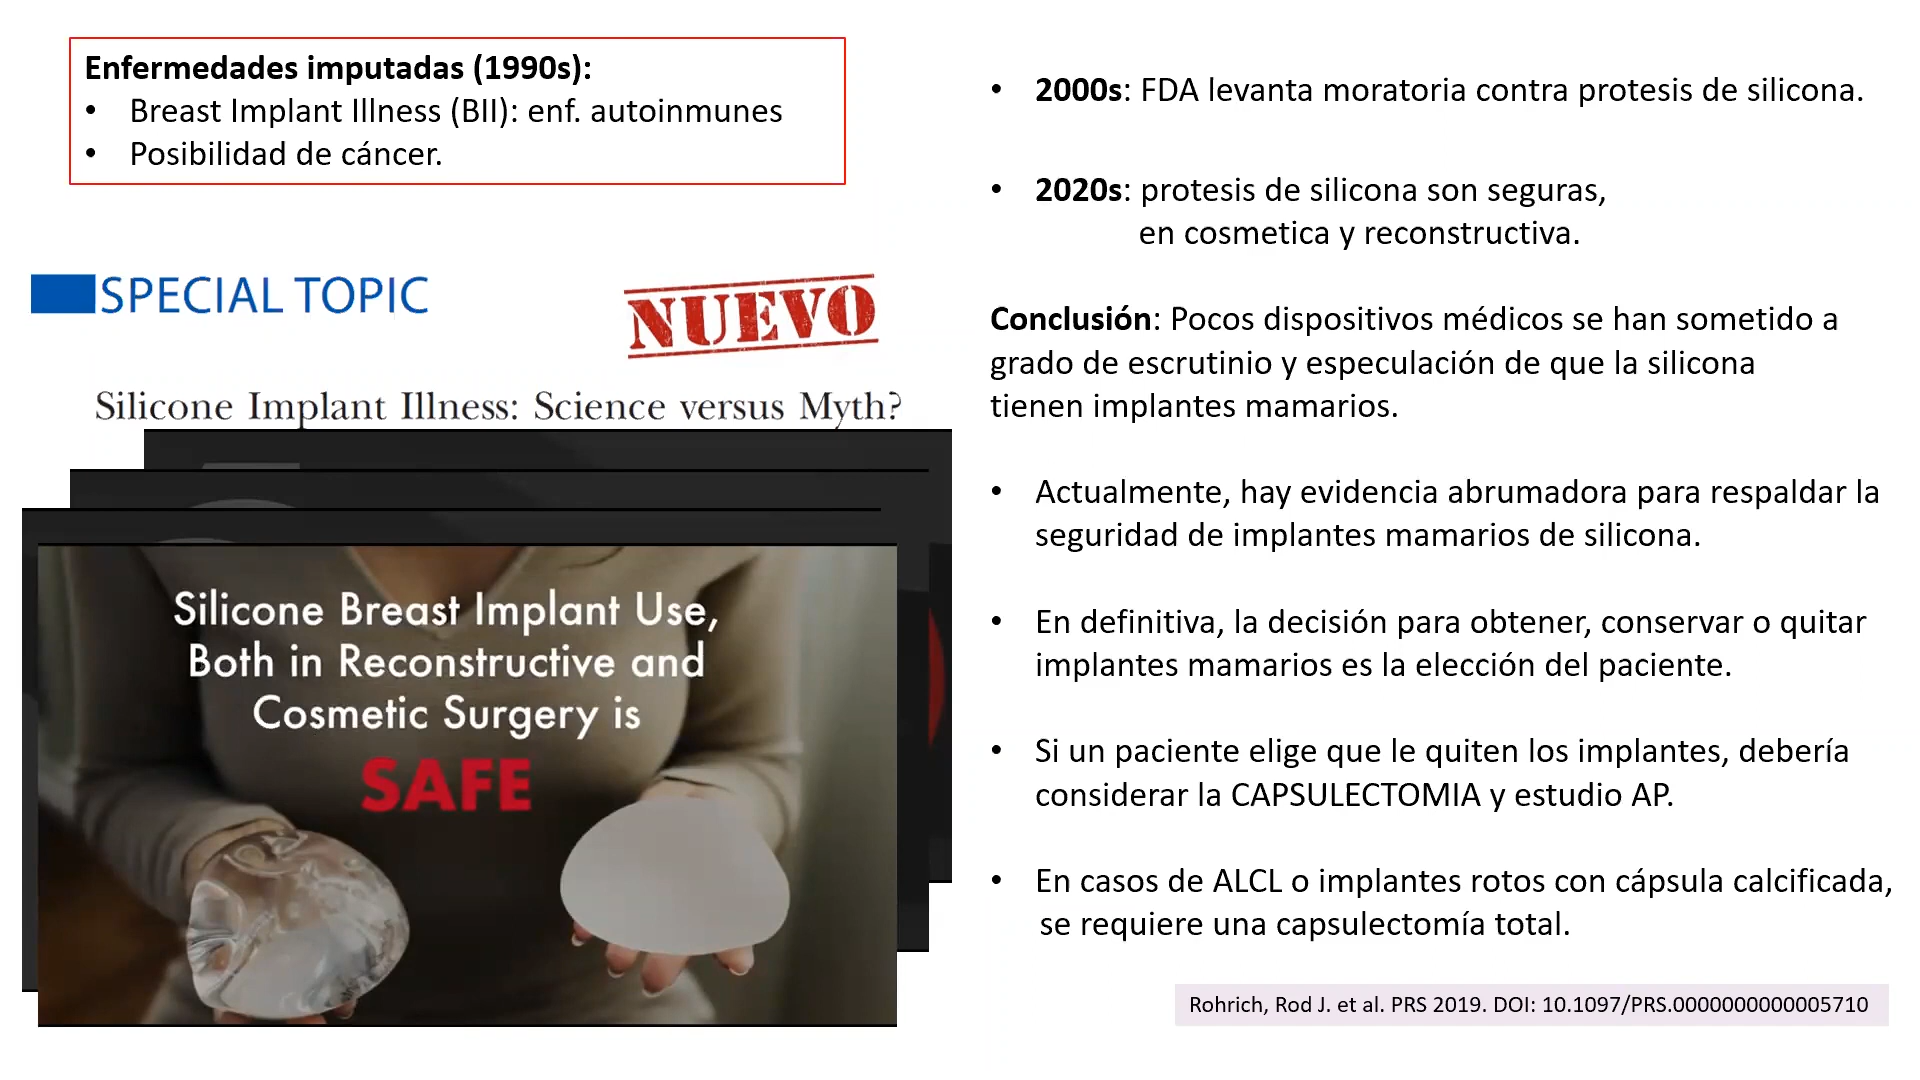 Enfermedades imputadas (1990s):
• Breast Implant Illness (BII): enf. autoinmunes
• Posibilidad de cáncer.
SPECIAL TOPIC
NUEVO
Silicone Implant Illness: Science versus Myth?
Silicone Breast Implant Use,
Both in Reconstructive and
Cosmetic Surgery is
SAFE
• 2000s: FDA levanta moratoria contra protesis de silicona.
• 2020s: protesis de silicona son seguras,
en cosmetica y reconstructiva.
Conclusión: Pocos dispositivos médicos se han sometido a
grado de escrutinio y especulación de que la silicona
tienen implantes mamarios.
• Actualmente, hay evidencia abrumadora para respaldar la
seguridad de implantes mamarios de silicona.
• En definitiva, la decisión para obtener, conservar o quitar
implantes mamarios es la elección del paciente.
• Si un paciente elige que le quiten los implantes, debería
considerar la CAPSULECTOMIA y estudio AP.
• En casos de ALCL o implantes rotos con cápsula calcificada,
se requiere una capsulectomía total.
Rohrich, Rod J. et al. PRS 2019. DOI: 10.1097/PRS.0000000000005710